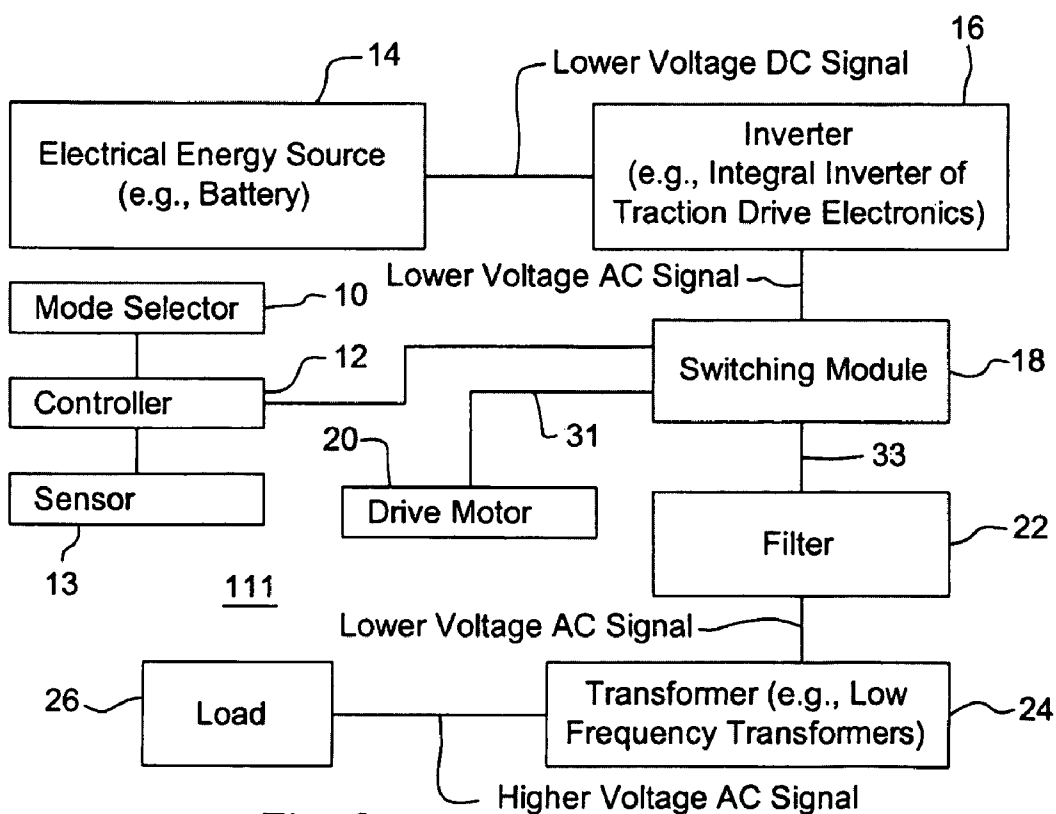 14
Lower Voltage DC Signal
16
Electrical Energy Source
(e.g., Battery)
Inverter
(e.g., Integral Inverter of
Traction Drive Electronics)
Lower Voltage AC Signal
Mode Selector
10
12
Controller
Switching Module
18
31
20
33
Sensor
Drive Motor
Filter
22
13
111
Lower Voltage AC Signal
26
Load
Transformer (e.g., Low
Frequency Transformers)
24
Higher Voltage AC Signal